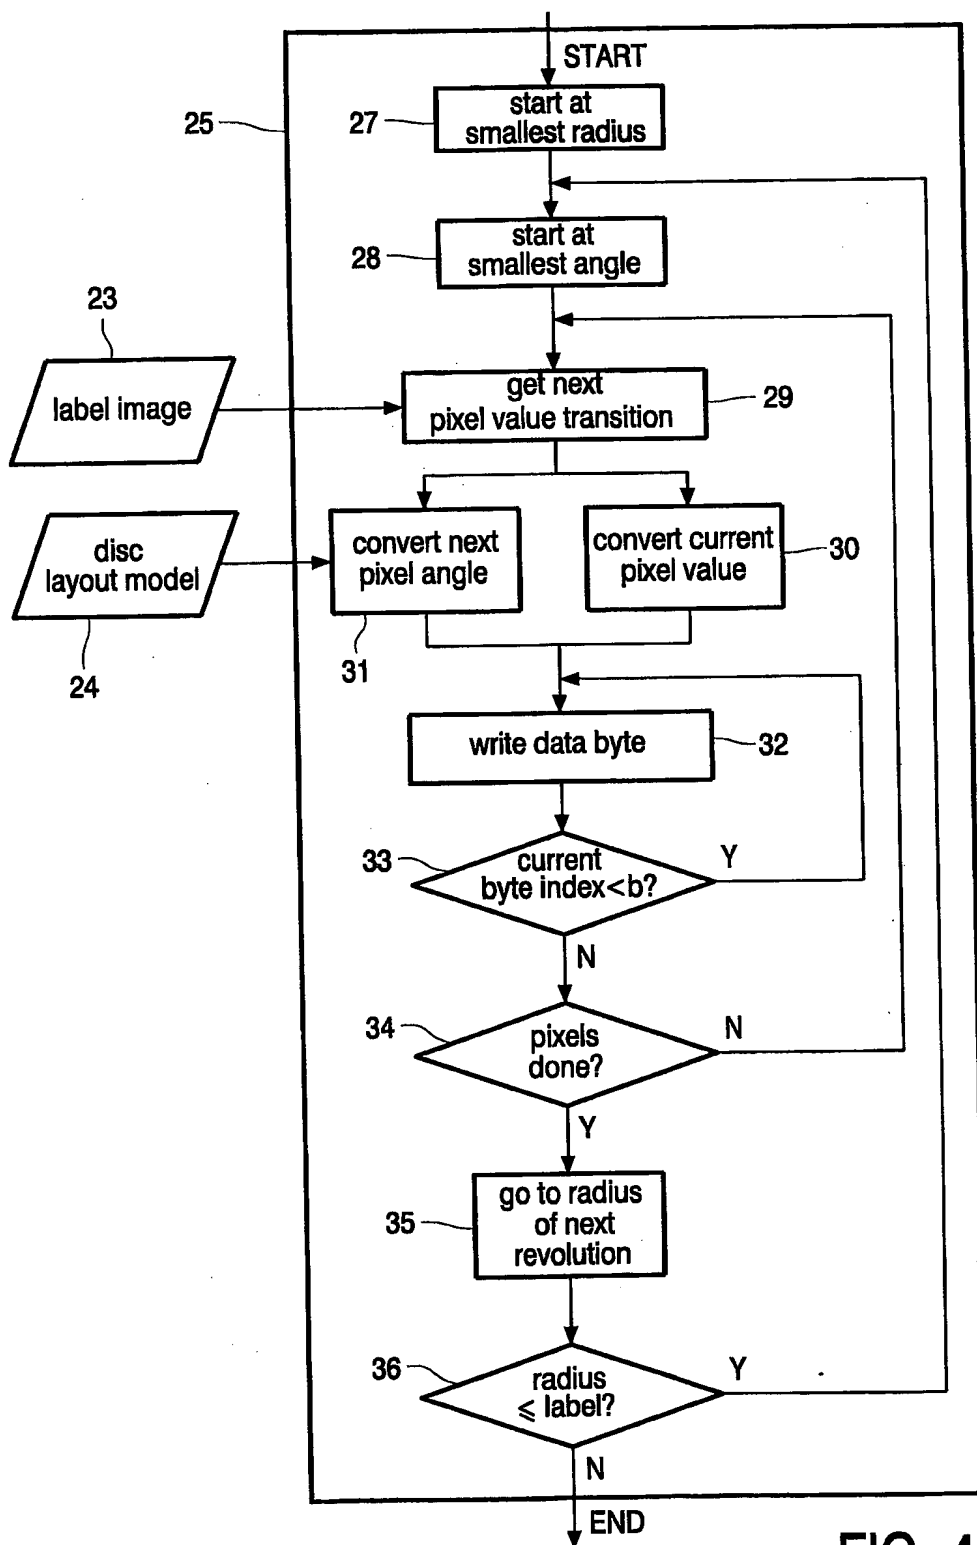 START
25
27
start at
smallest radius
28
start at
smallest angle
23
label image
get next
pixel value transition
29
disc
layout model
24
convert next
pixel angle
31
convert current
pixel value
30
write data byte
32
33
current
byte index<b?
Y
N
34
pixels
done?
N
Y
35
go to radius
of next
revolution
36
radius
≤ label?
Y
N
END